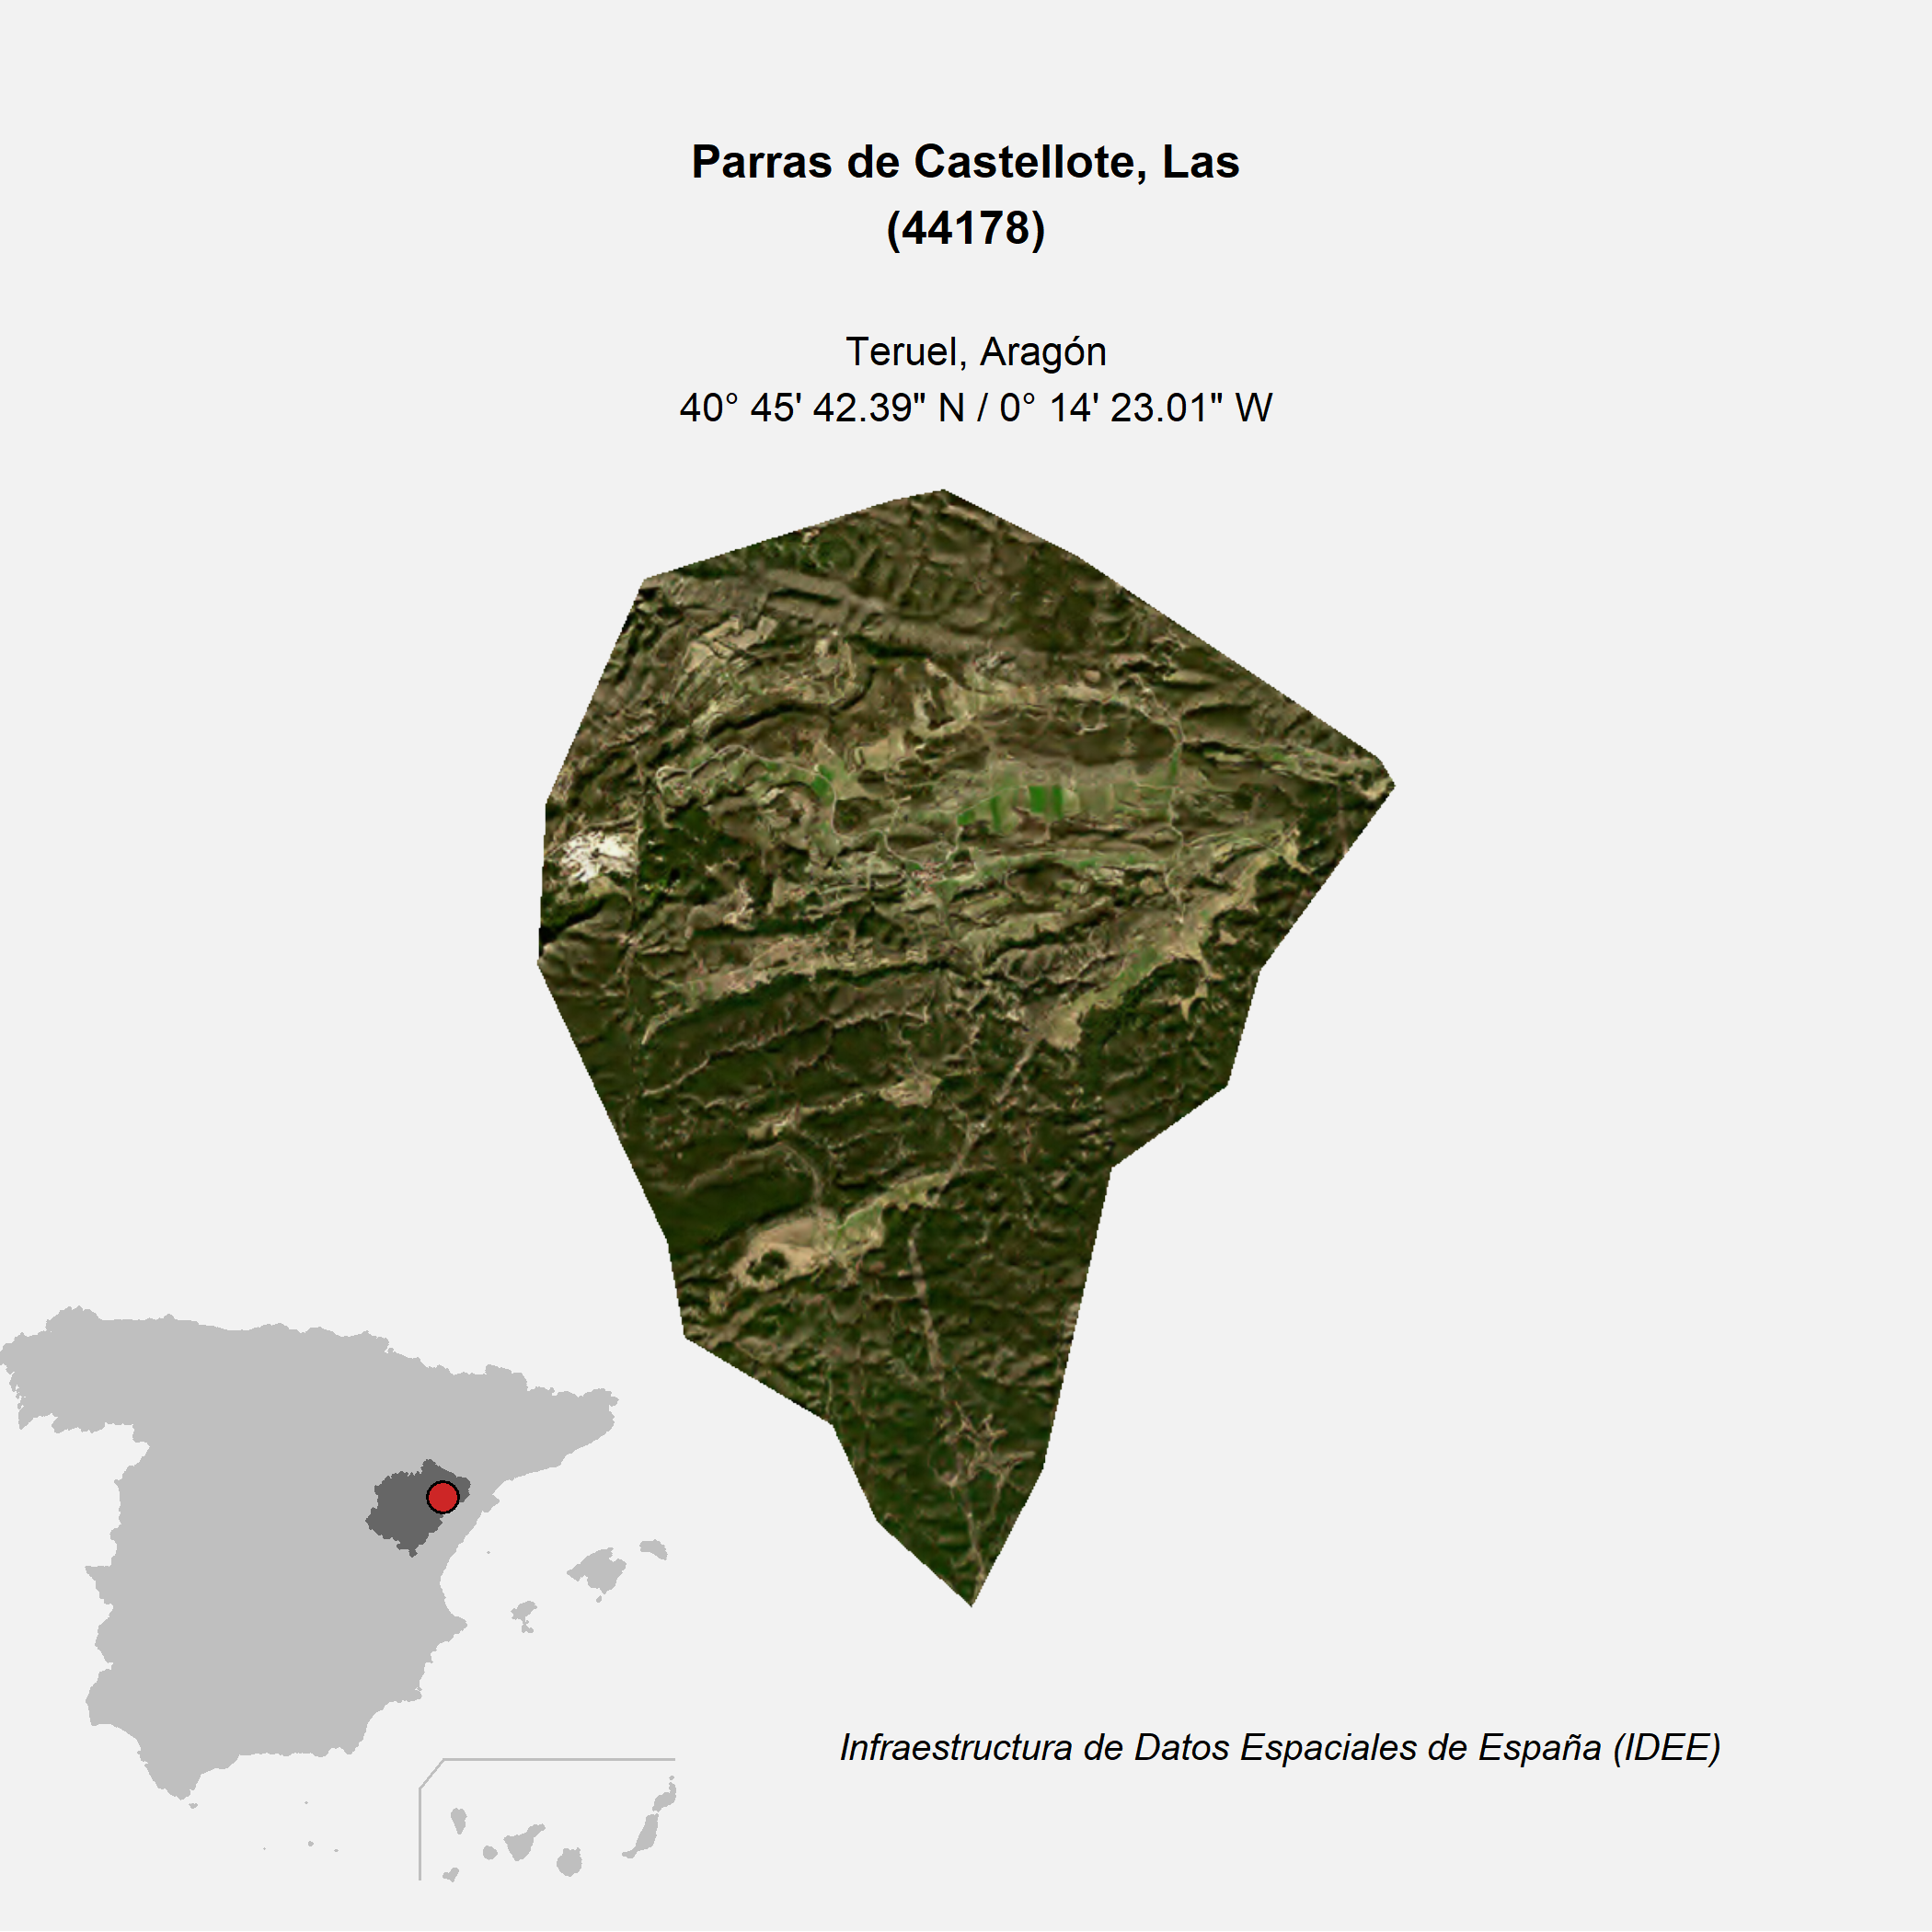 Parras de Castellote, Las
(44178)
Teruel, Aragón
40° 45' 42.39" N / 0° 14' 23.01" W
Infraestructura de Datos Espaciales de España (IDEE)